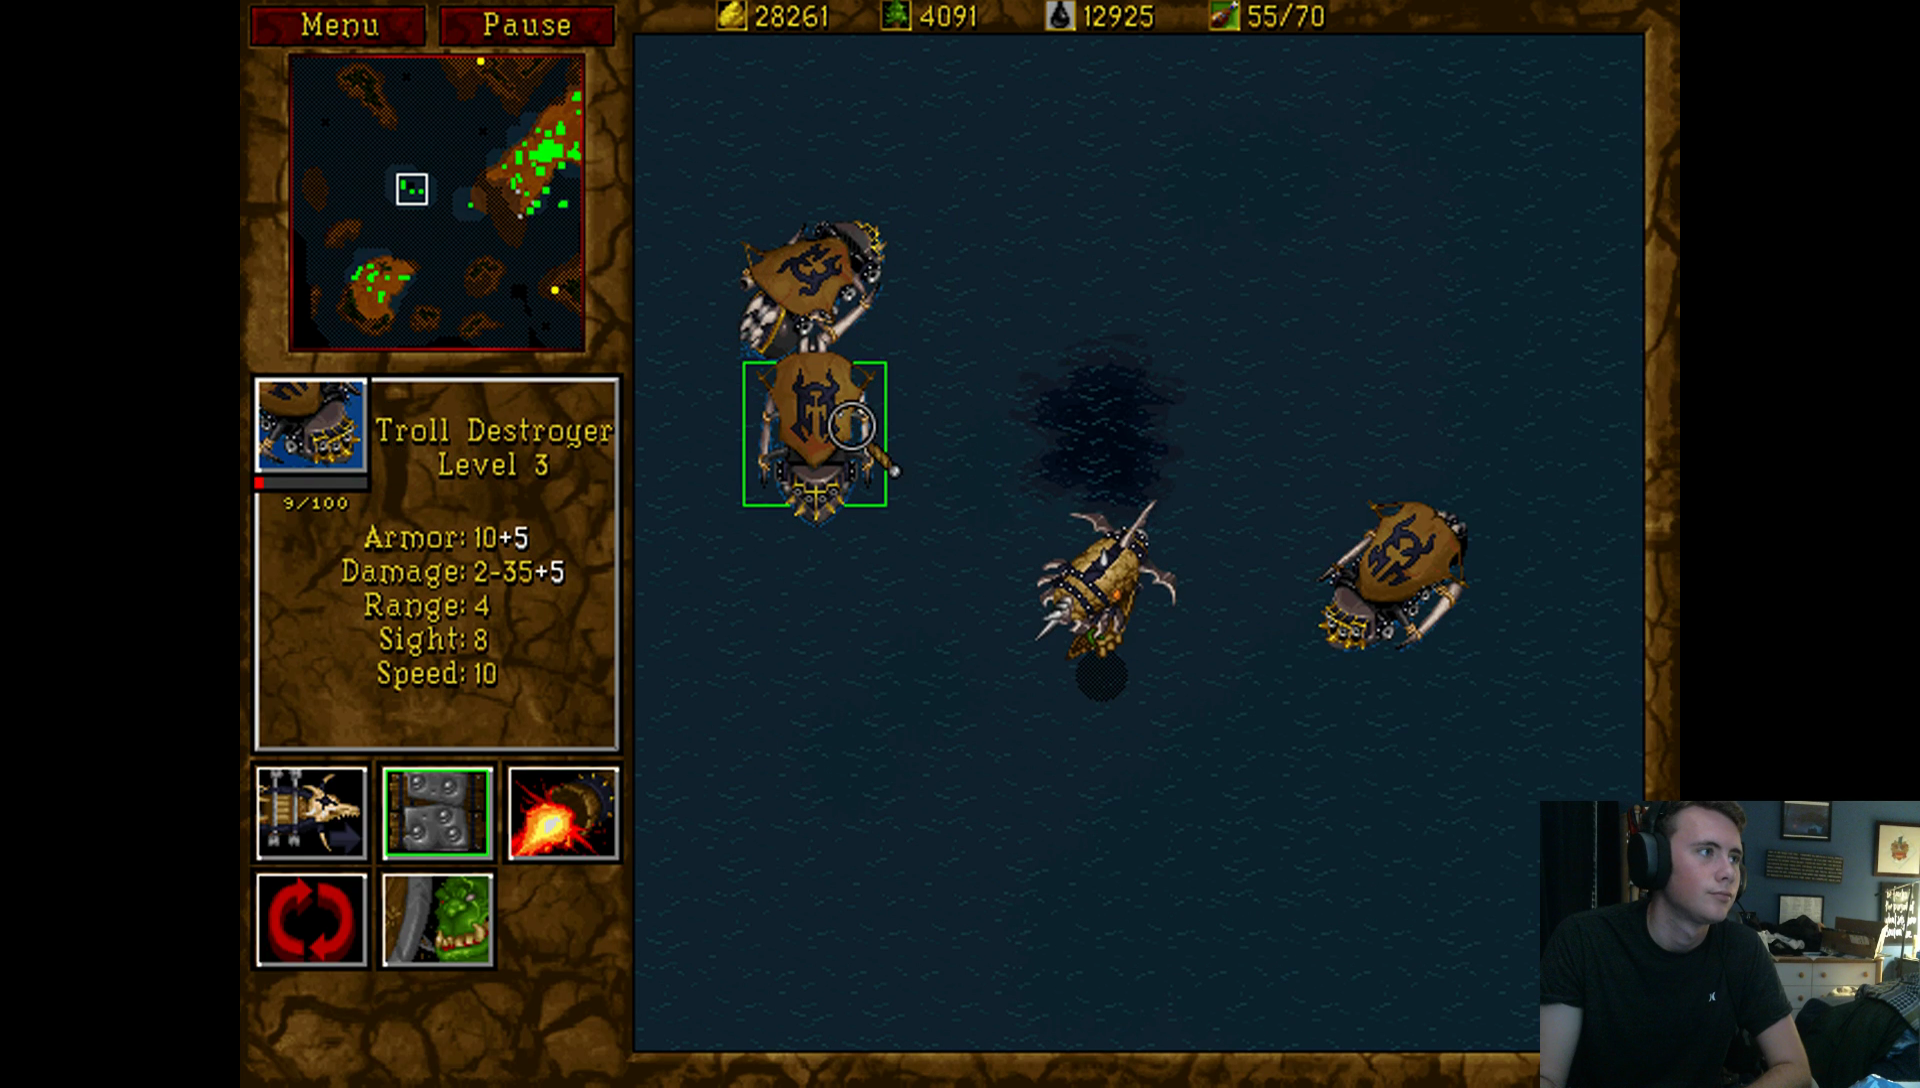 Menu
Pause
28261
4091
12925
55/70
Troll Destroyer
Level 3
9/100
Armor: 10+5
Damage: 2-35+5
Range: 4
Sight: 8
Speed: 10